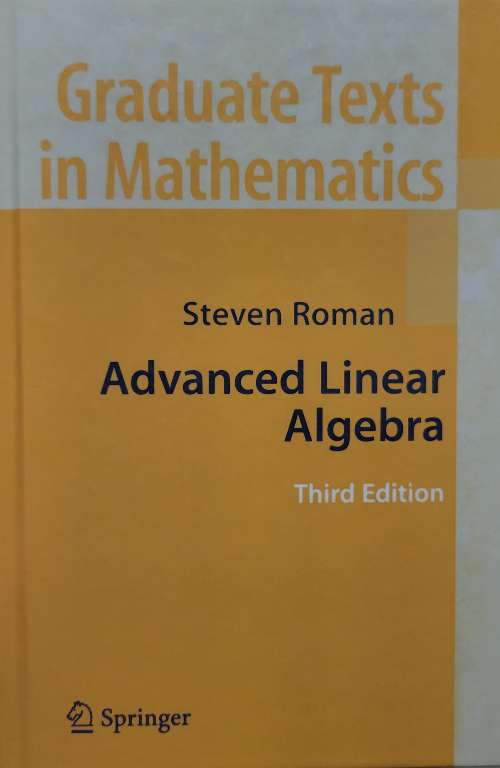 Graduate Texts
in Mathematics
Steven Roman
Advanced Linear
Algebra
Third Edition
Springer